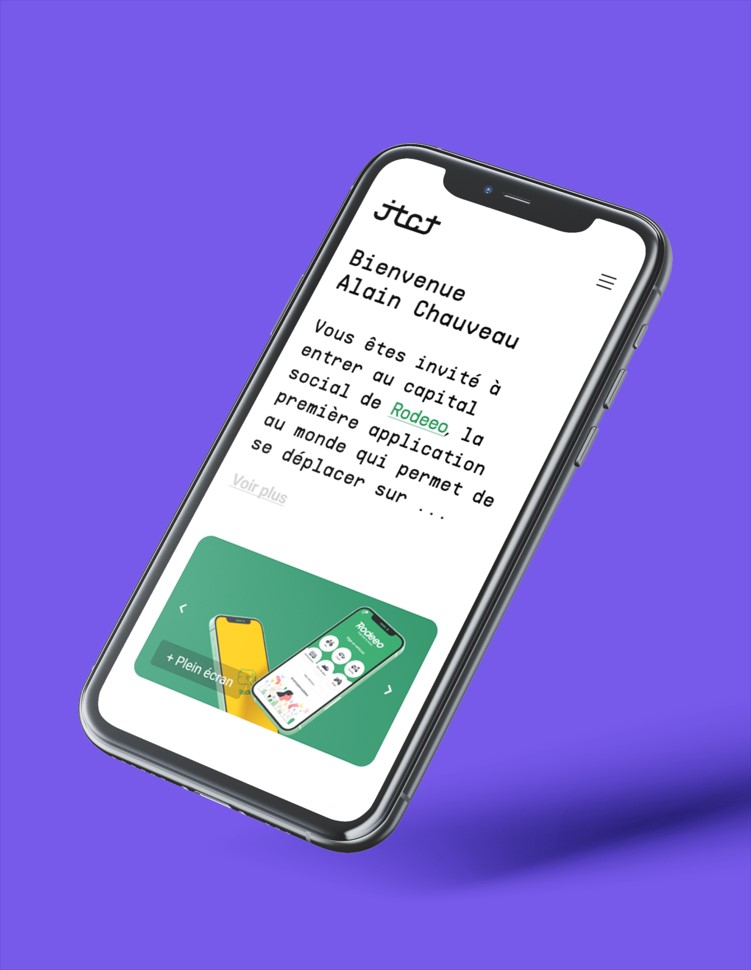 jtcj
Bienvenue
Alain Chauveau
Vous êtes invité à
entrer au capital
social de Rodeeo, la
première application
au monde qui permet de
se déplacer sur ...
Voir plus
Rodeeo
+ Plein écran